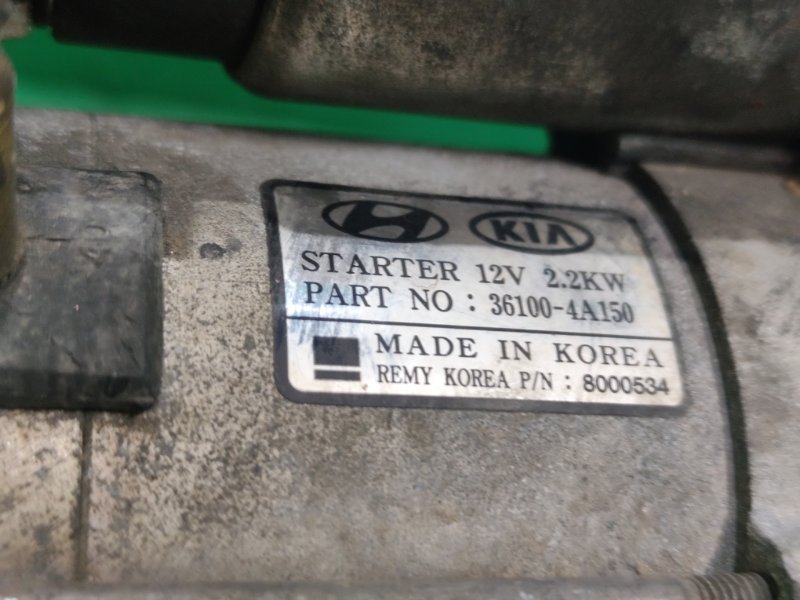 KIA
STARTER 12V 2.2KW
PART NO : 36100-4A150
MADE IN KOREA
REMY KOREA P/N : 8000534